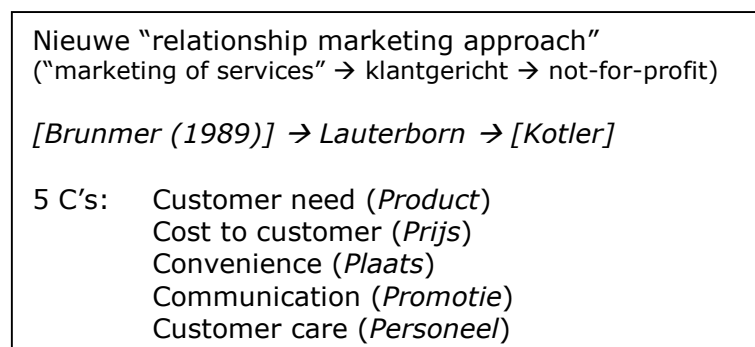 Nieuwe “relationship marketing approach”
(“marketing of services” → klantgericht → not-for-profit)
[Brunmer (1989)] → Lauterborn → [Kotler]
5 C’s: Customer need (Product)
Cost to customer (Prijs)
Convenience (Plaats)
Communication (Promotie)
Customer care (Personeel)